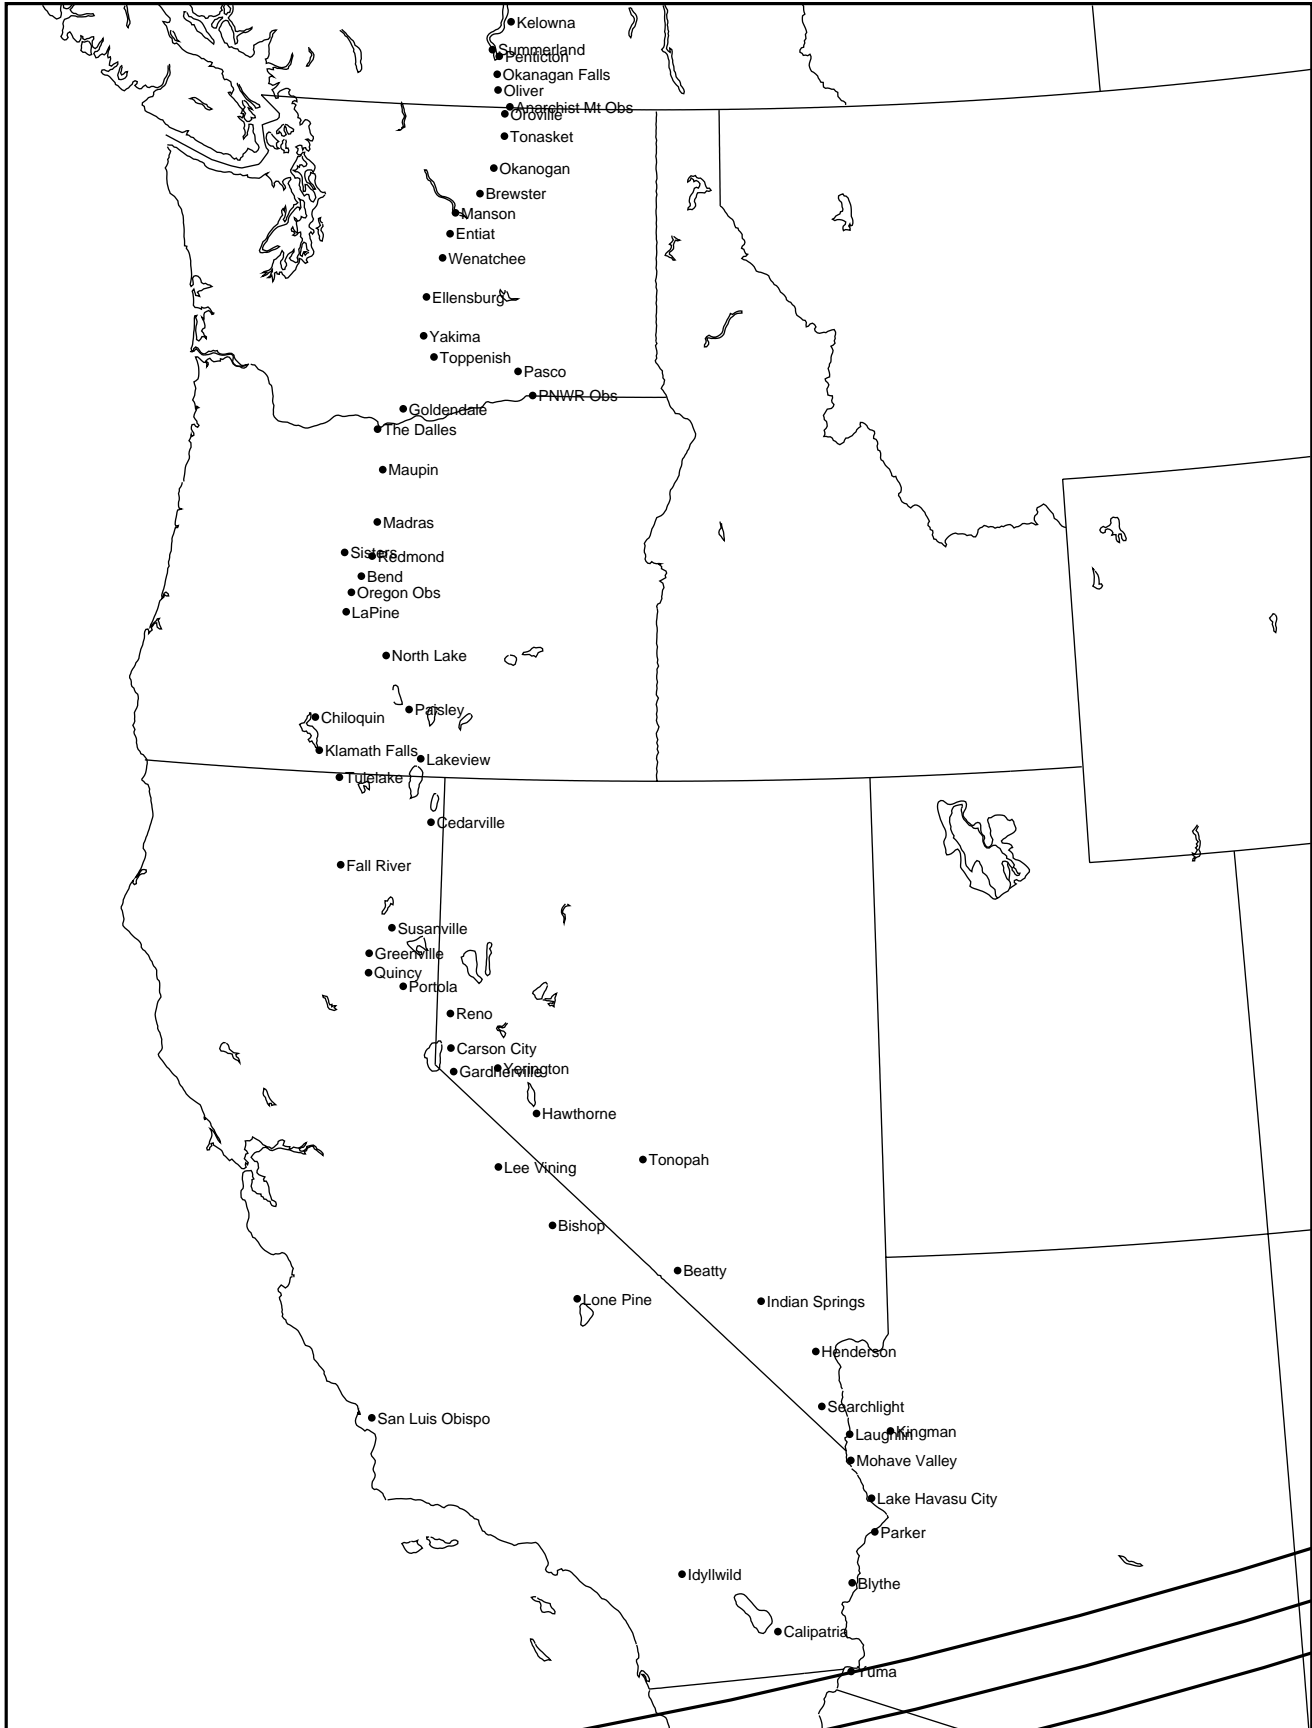 Kelowna
Summerland
Penticton
Okanagan Falls
Oliver
Anarchist Mt Obs
Oroville
Tonasket
Okanogan
Brewster
Manson
Entiat
Wenatchee
Ellensburg
Yakima
Toppenish
Pasco
PNWR Obs
Goldendale
The Dalles
Maupin
Madras
Sisters
Redmond
Bend
Oregon Obs
LaPine
North Lake
Paisley
Chiloquin
Klamath Falls
Lakeview
Tulelake
Cedarville
Fall River
Susanville
Greenville
Quincy
Portola
Reno
Carson City
Yerington
Gardnerville
Hawthorne
Tonopah
Lee Vining
Bishop
Beatty
Lone Pine
Indian Springs
Henderson
Searchlight
San Luis Obispo
Kingman
Laughlin
Mohave Valley
Lake Havasu City
Parker
Idyllwild
Blythe
Calipatria
Yuma